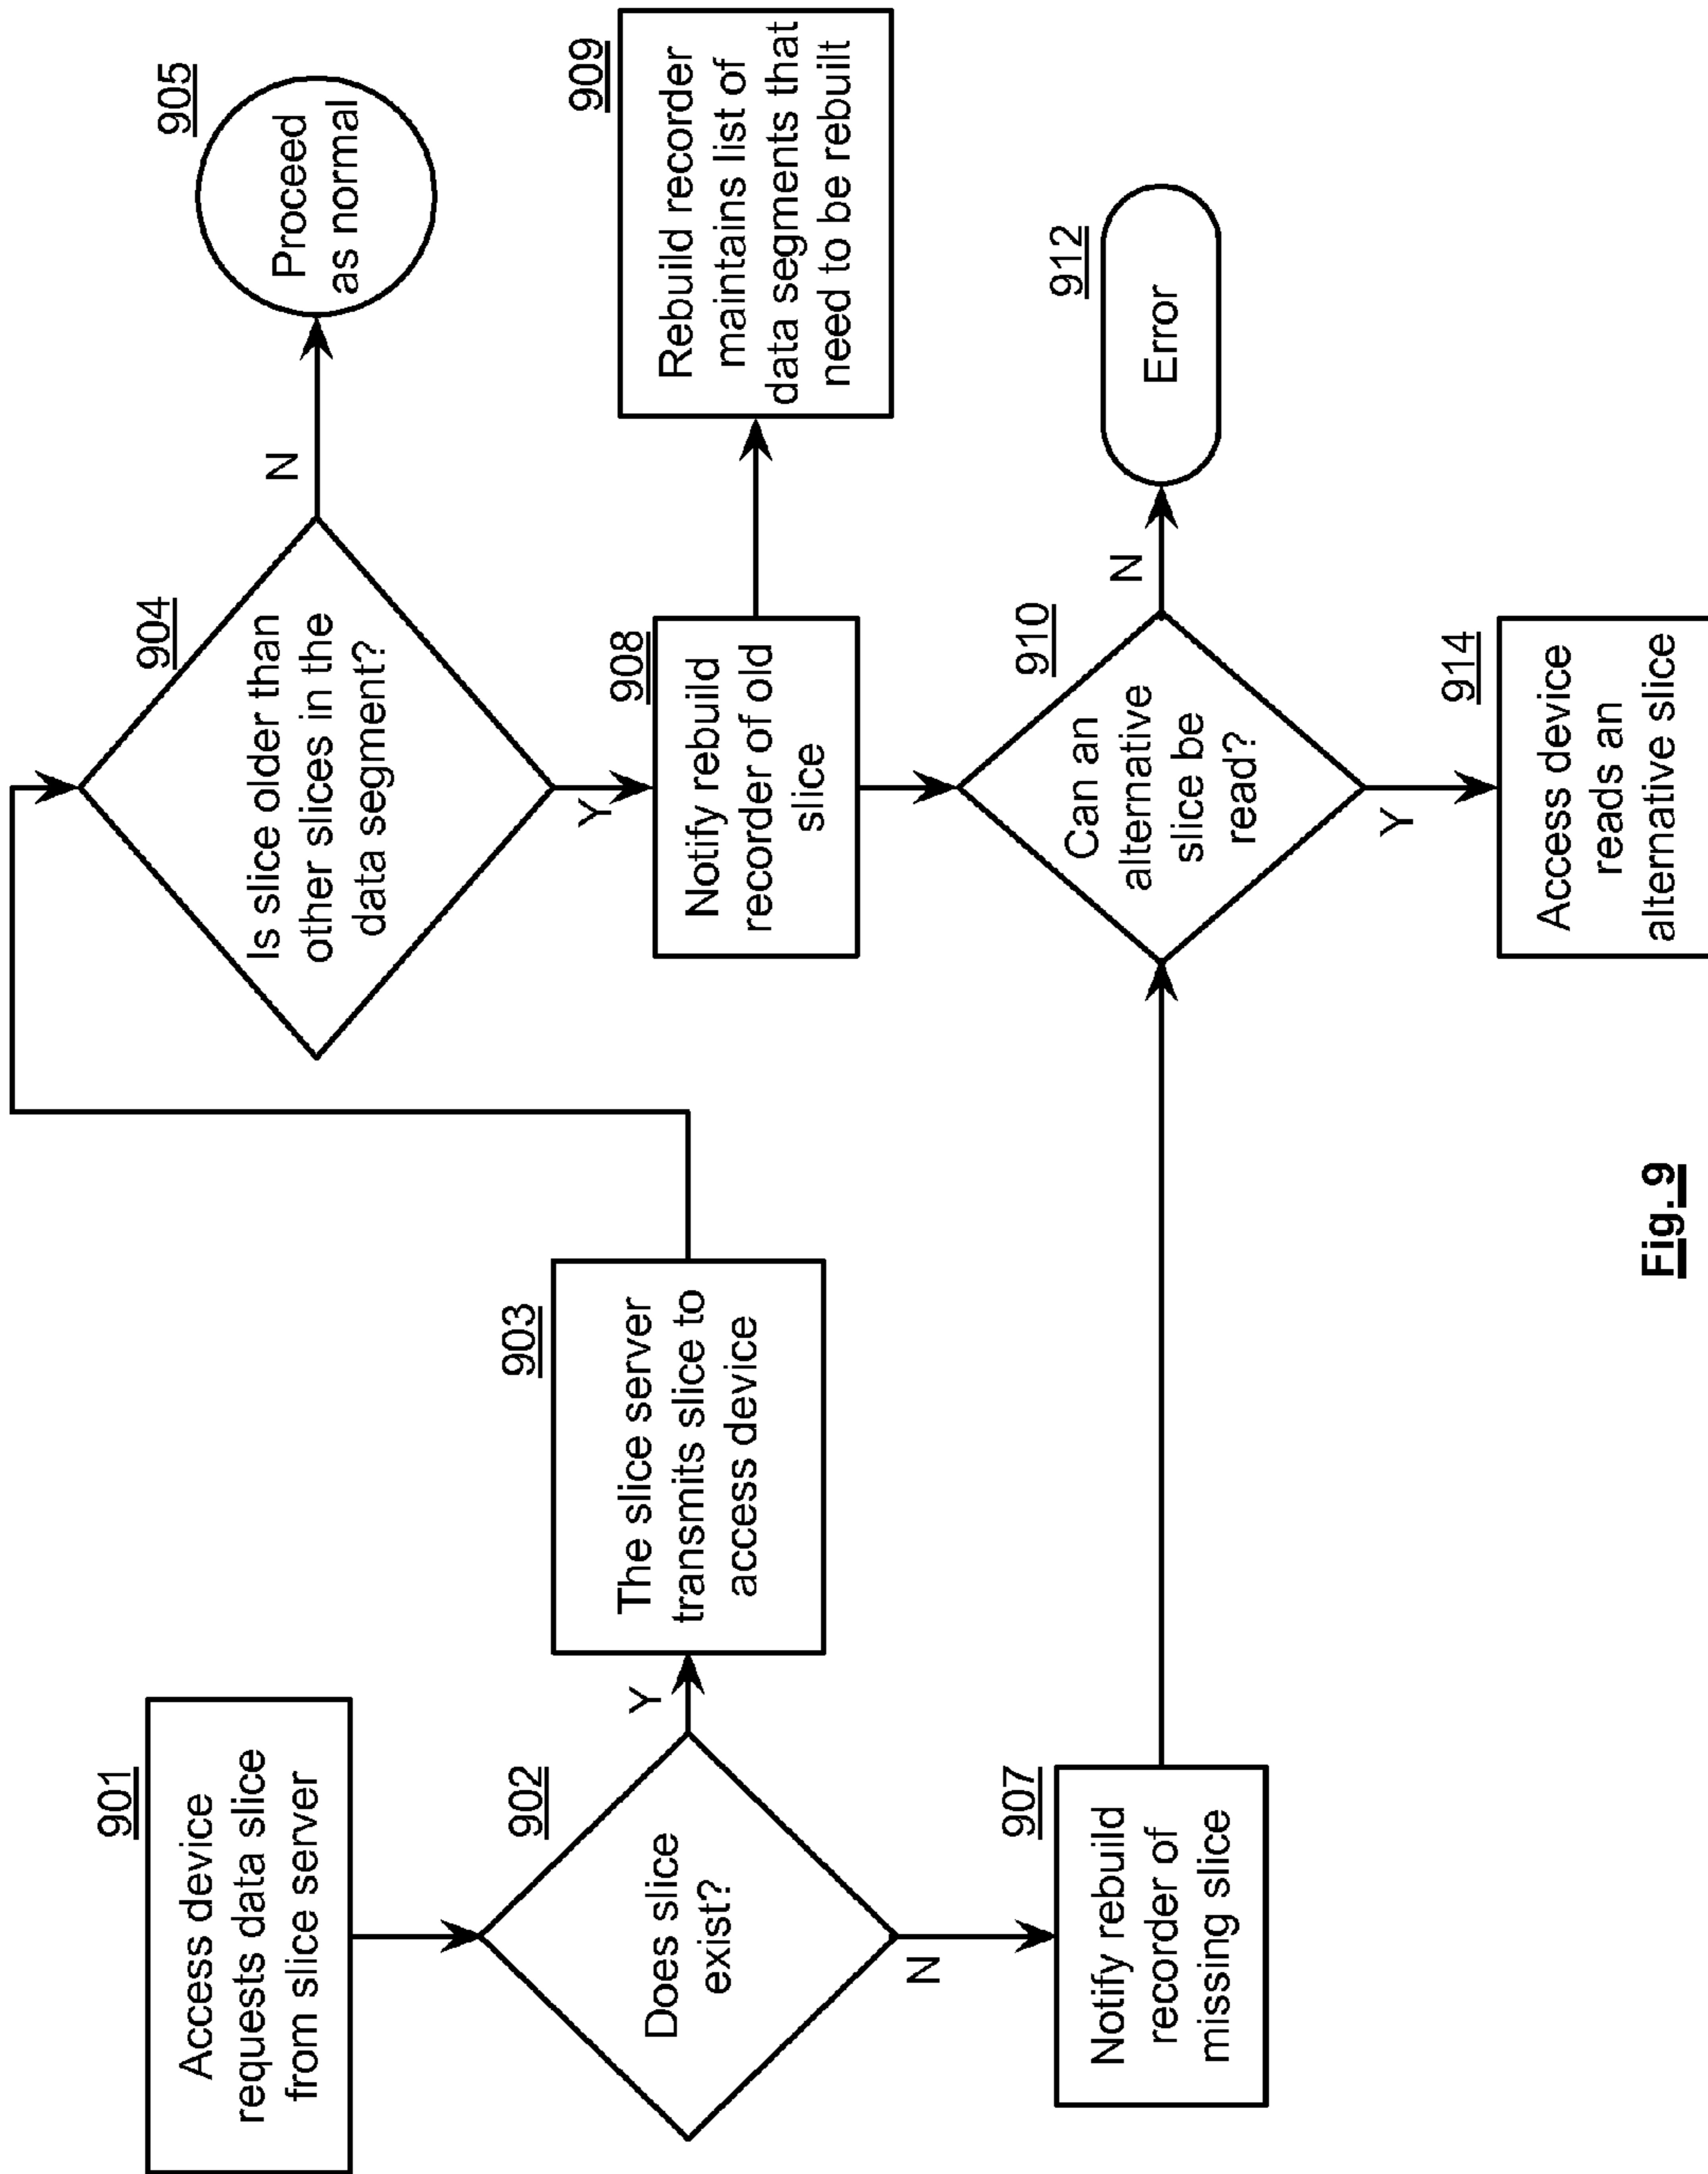 901
Access device
requests data slice
from slice server
902
Does slice
exist?
Y
N
903
The slice server
transmits slice to
access device
907
Notify rebuild
recorder of
missing slice
904
Is slice older than
other slices in the
data segment?
N
Y
905
Proceed
as normal
908
Notify rebuild
recorder of old
slice
909
Rebuild recorder
maintains list of
data segments that
need to be rebuilt
910
Can an
alternative
slice be
read?
N
Y
912
Error
914
Access device
reads an
alternative slice
Fig. 9